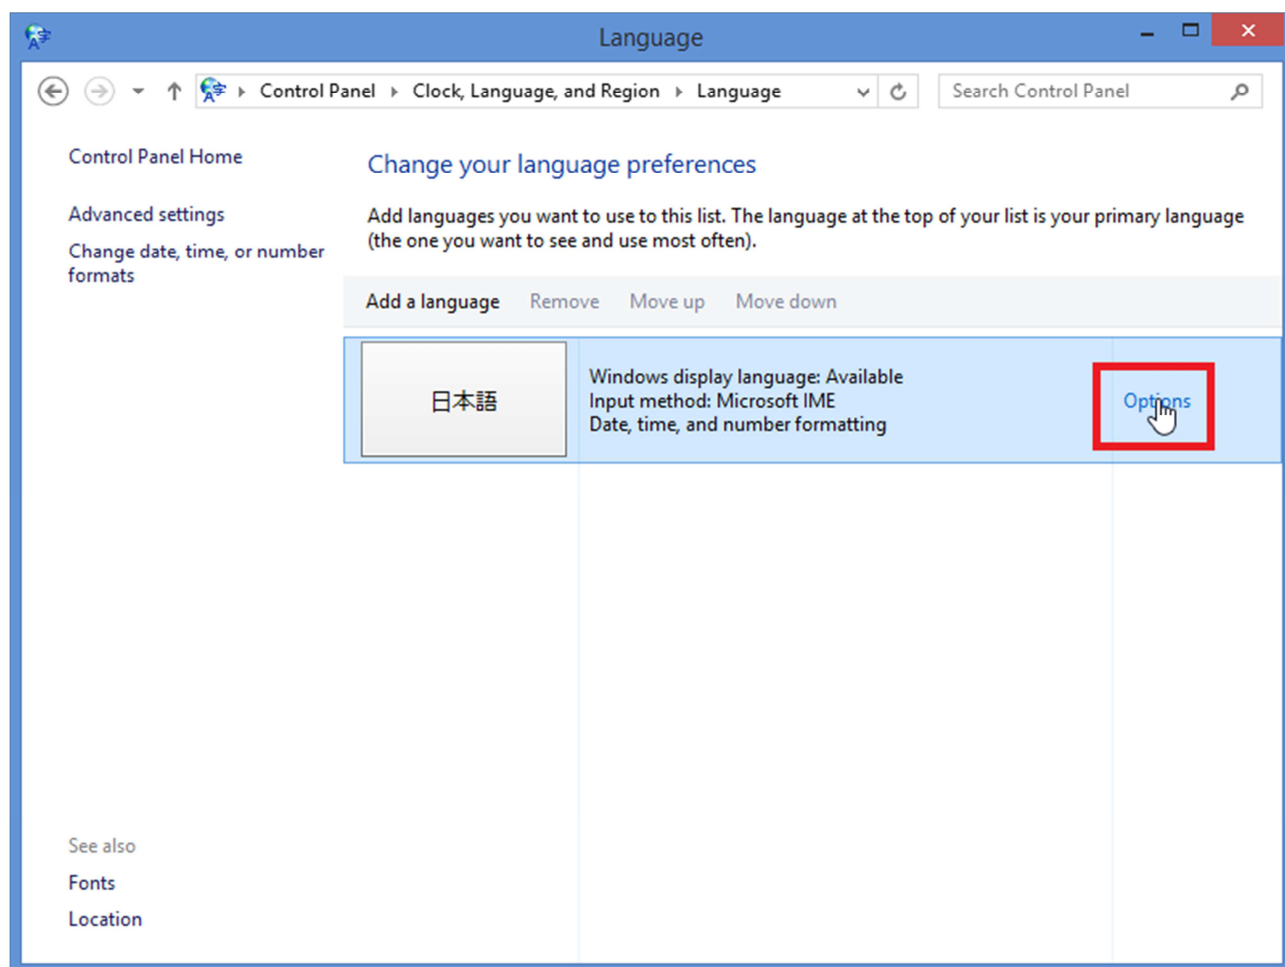 Language
Control Panel Clock, Language, and Region Language
Search Control Panel
Control Panel Home
Advanced settings
Change date, time, or number
formats
Change your language preferences
Add languages you want to use to this list. The language at the top of your list is your primary language
(the one you want to see and use most often).
Add a language Remove Move up Move down
日本語
Windows display language: Available
Input method: Microsoft IME
Date, time, and number formatting
Options
See also
Fonts
Location